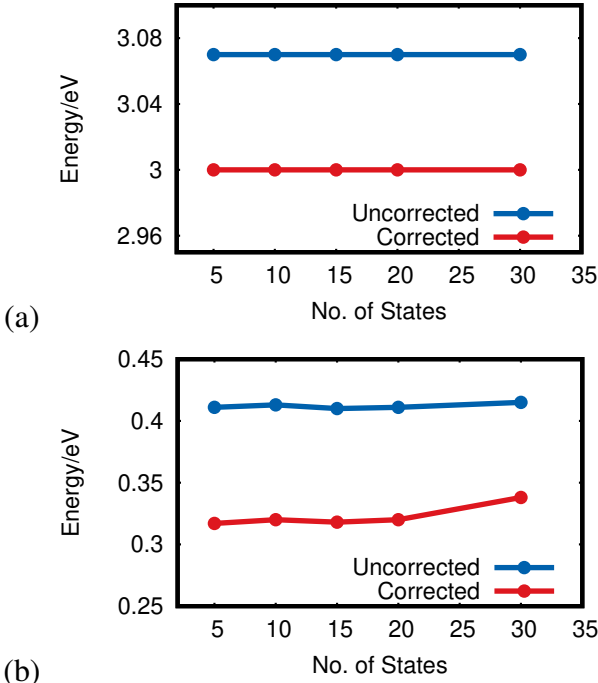 3.08
3.04
3
2.96
Energy/eV
Uncorrected
Corrected
5 10 15 20 25 30 35
No. of States
(a)
0.45
0.4
0.35
0.3
0.25
Energy/eV
Uncorrected
Corrected
5 10 15 20 25 30 35
No. of States
(b)